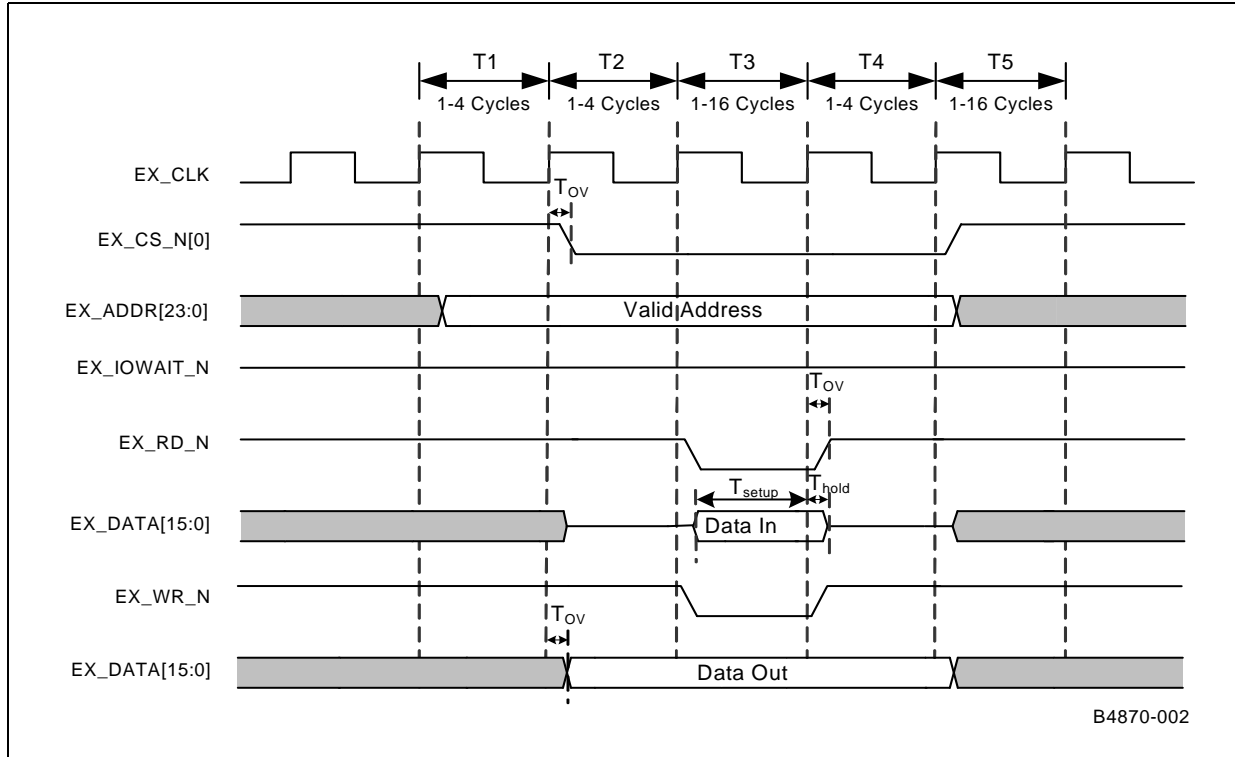 T1 T2 T3 T4 T5
1-4 Cycles 1-4 Cycles 1-16 Cycles 1-4 Cycles 1-16 Cycles
EX_CLK
TOV
EX_CS_N[0]
EX_ADDR[23:0] Valid Address
EX_IOWAIT_N
TOV
EX_RD_N
Tsetup Thold
EX_DATA[15:0] Data In
EX_WR_N
TOV
EX_DATA[15:0] Data Out
B4870-002